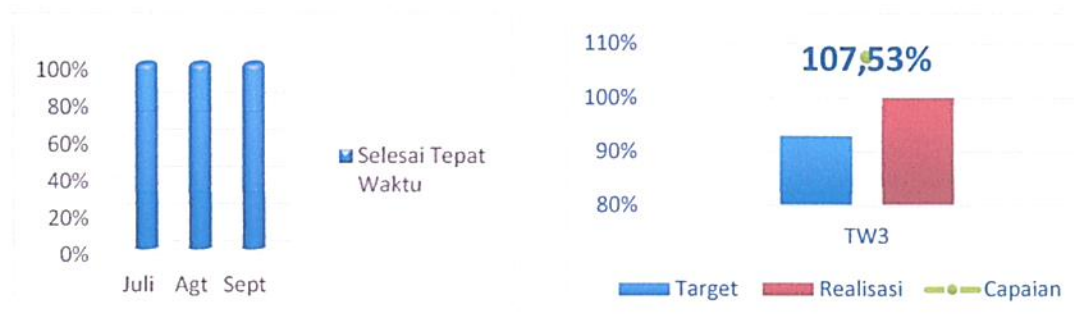 100%
80%
60%
40%
20%
0%
Juli Agt Sept
Selesai Tepat
Waktu
110%
100%
90%
80%
107,53%
TW3
Target Realisasi Capaian